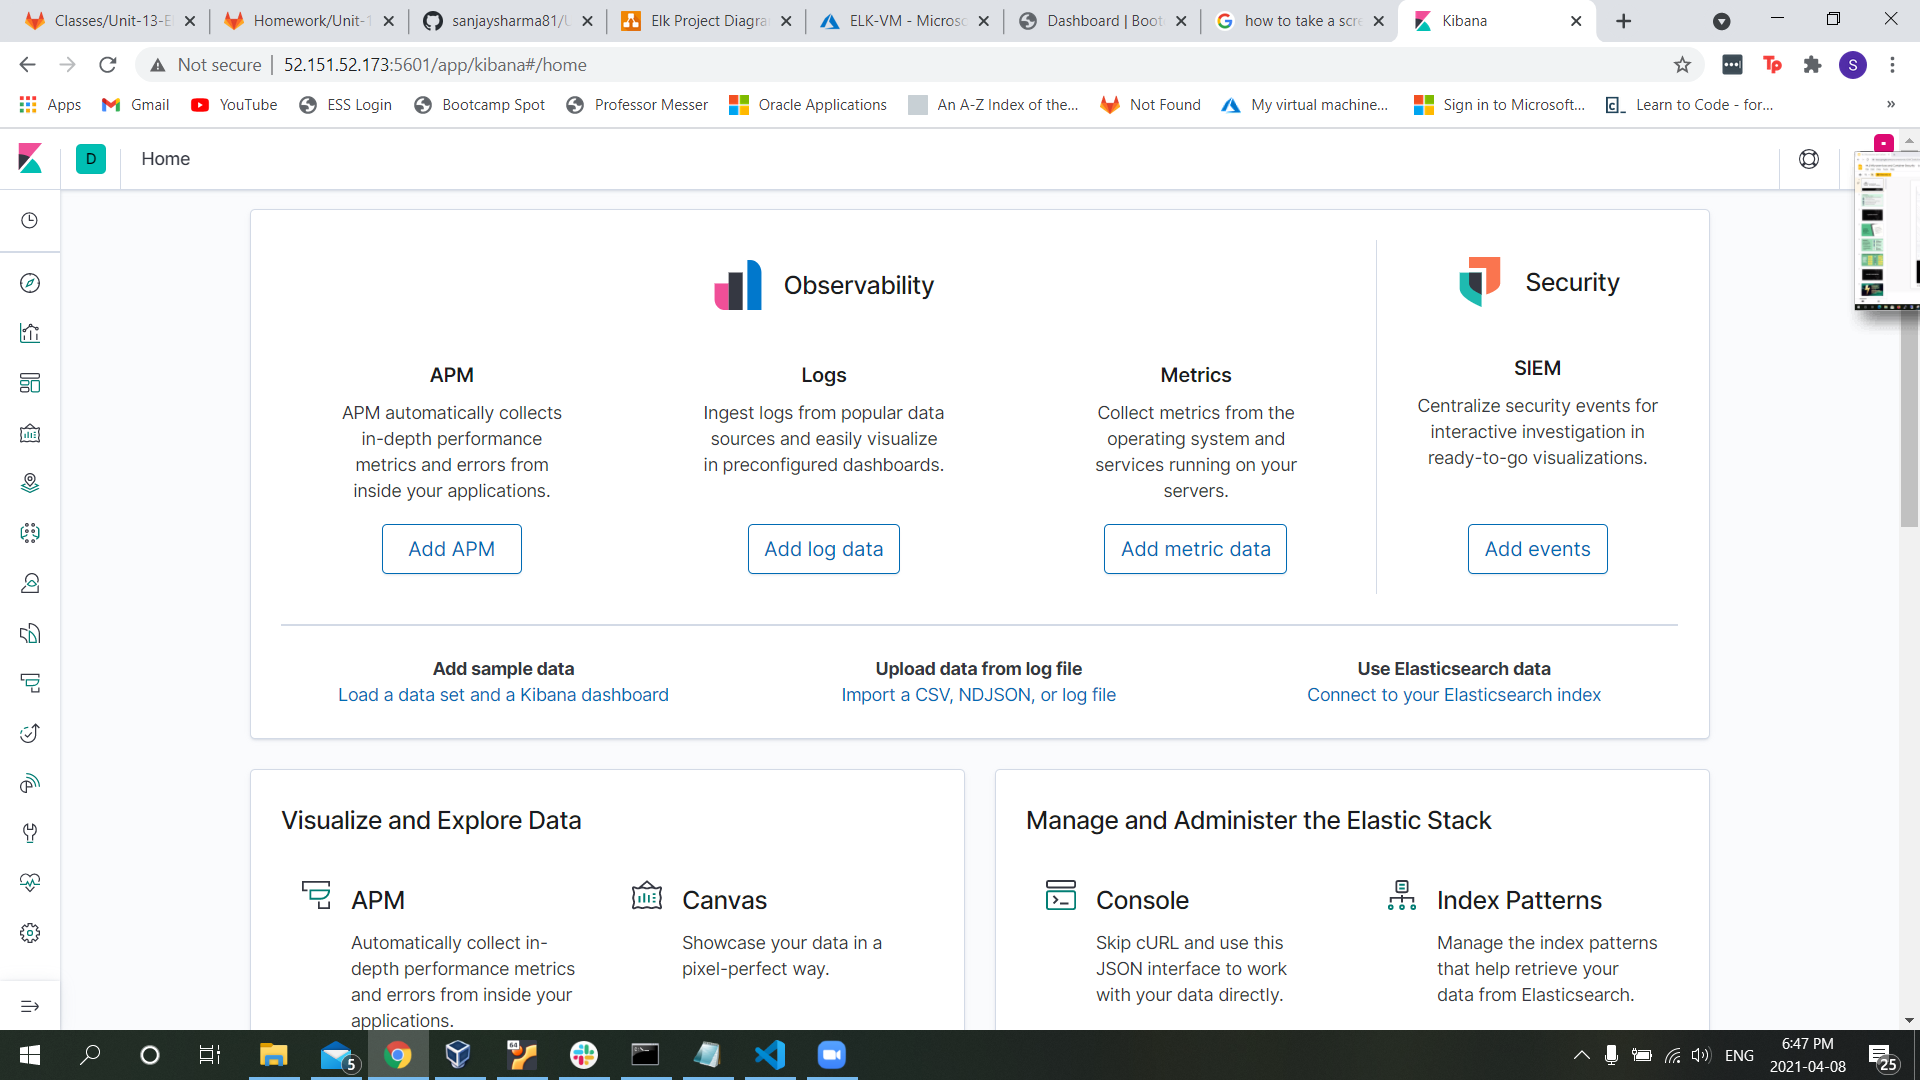 Classes/Unit-13-El
Homework/Unit-1
sanjaysharma81/U
Elk Project Diagra
ELK-VM - Microso
Dashboard | Boot
how to take a scre
Kibana
Not secure
52.151.52.173:5601/app/kibana#/home
S
Apps
Gmail
YouTube
ESS Login
Bootcamp Spot
Professor Messer
Oracle Applications
An A-Z Index of the...
Not Found
My virtual machine...
Sign in to Microsoft...
Learn to Code - for...
»
D
Home
Observability
Security
APM
APM automatically collects
in-depth performance
metrics and errors from
inside your applications.
Add APM
Logs
Ingest logs from popular data
sources and easily visualize
in preconfigured dashboards.
Add log data
Metrics
Collect metrics from the
operating system and
services running on your
servers.
Add metric data
SIEM
Centralize security events for
interactive investigation in
ready-to-go visualizations.
Add events
Add sample data
Load a data set and a Kibana dashboard
Upload data from log file
Import a CSV, NDJSON, or log file
Use Elasticsearch data
Connect to your Elasticsearch index
Visualize and Explore Data
APM
Automatically collect in-
depth performance metrics
and errors from inside your
applications.
Canvas
Showcase your data in a
pixel-perfect way.
Manage and Administer the Elastic Stack
Console
Skip cURL and use this
JSON interface to work
with your data directly.
Index Patterns
Manage the index patterns
that help retrieve your
data from Elasticsearch.
5
64
ENG
6:47 PM
2021-04-08
25